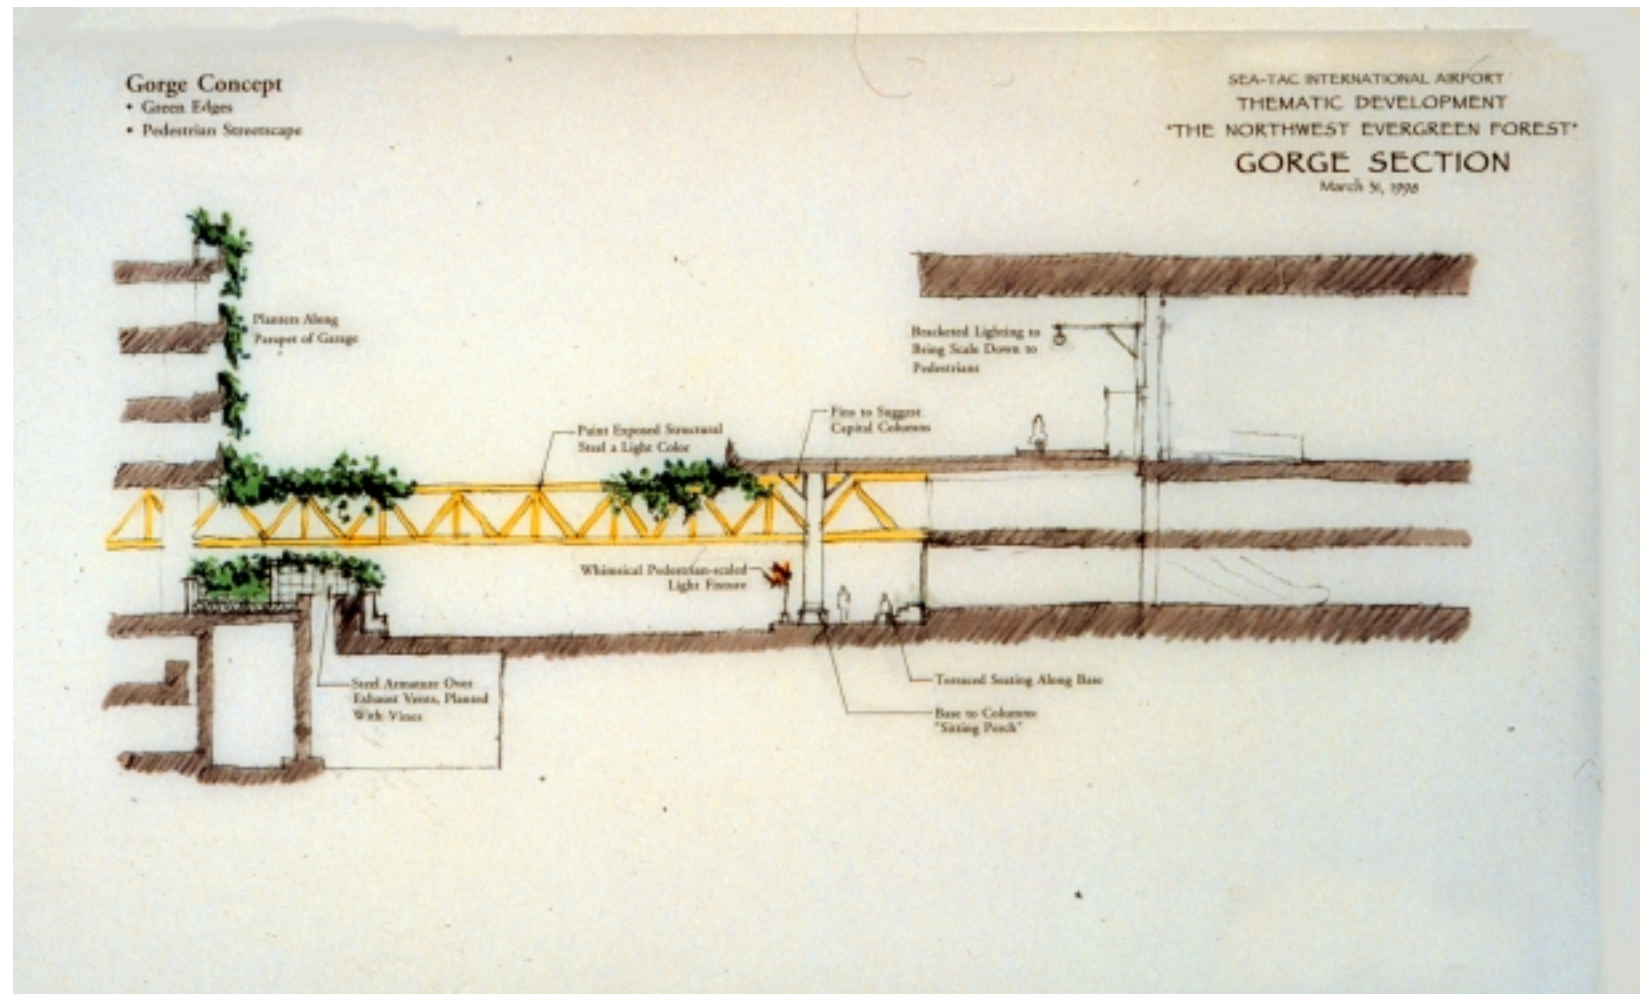 Gorge Concept
• Green Edges
• Pedestrian Streetscape
SEA-TAC INTERNATIONAL AIRPORT
THEMATIC DEVELOPMENT
"THE NORTHWEST EVERGREEN FOREST"
GORGE SECTION
March 31, 1998
Planters Along
Parapet of Garage
Bracketed Lighting to
Bring Scale Down to
Pedestrians
Fins to Suggest
Capital Columns
Paint Exposed Structural
Steel a Light Color
Whimsical Pedestrian-scaled
Light Fixture
Steel Armature Over
Exhaust Vents, Planted
With Vines
Terraced Seating Along Base
Base to Columns
"Sitting Porch"